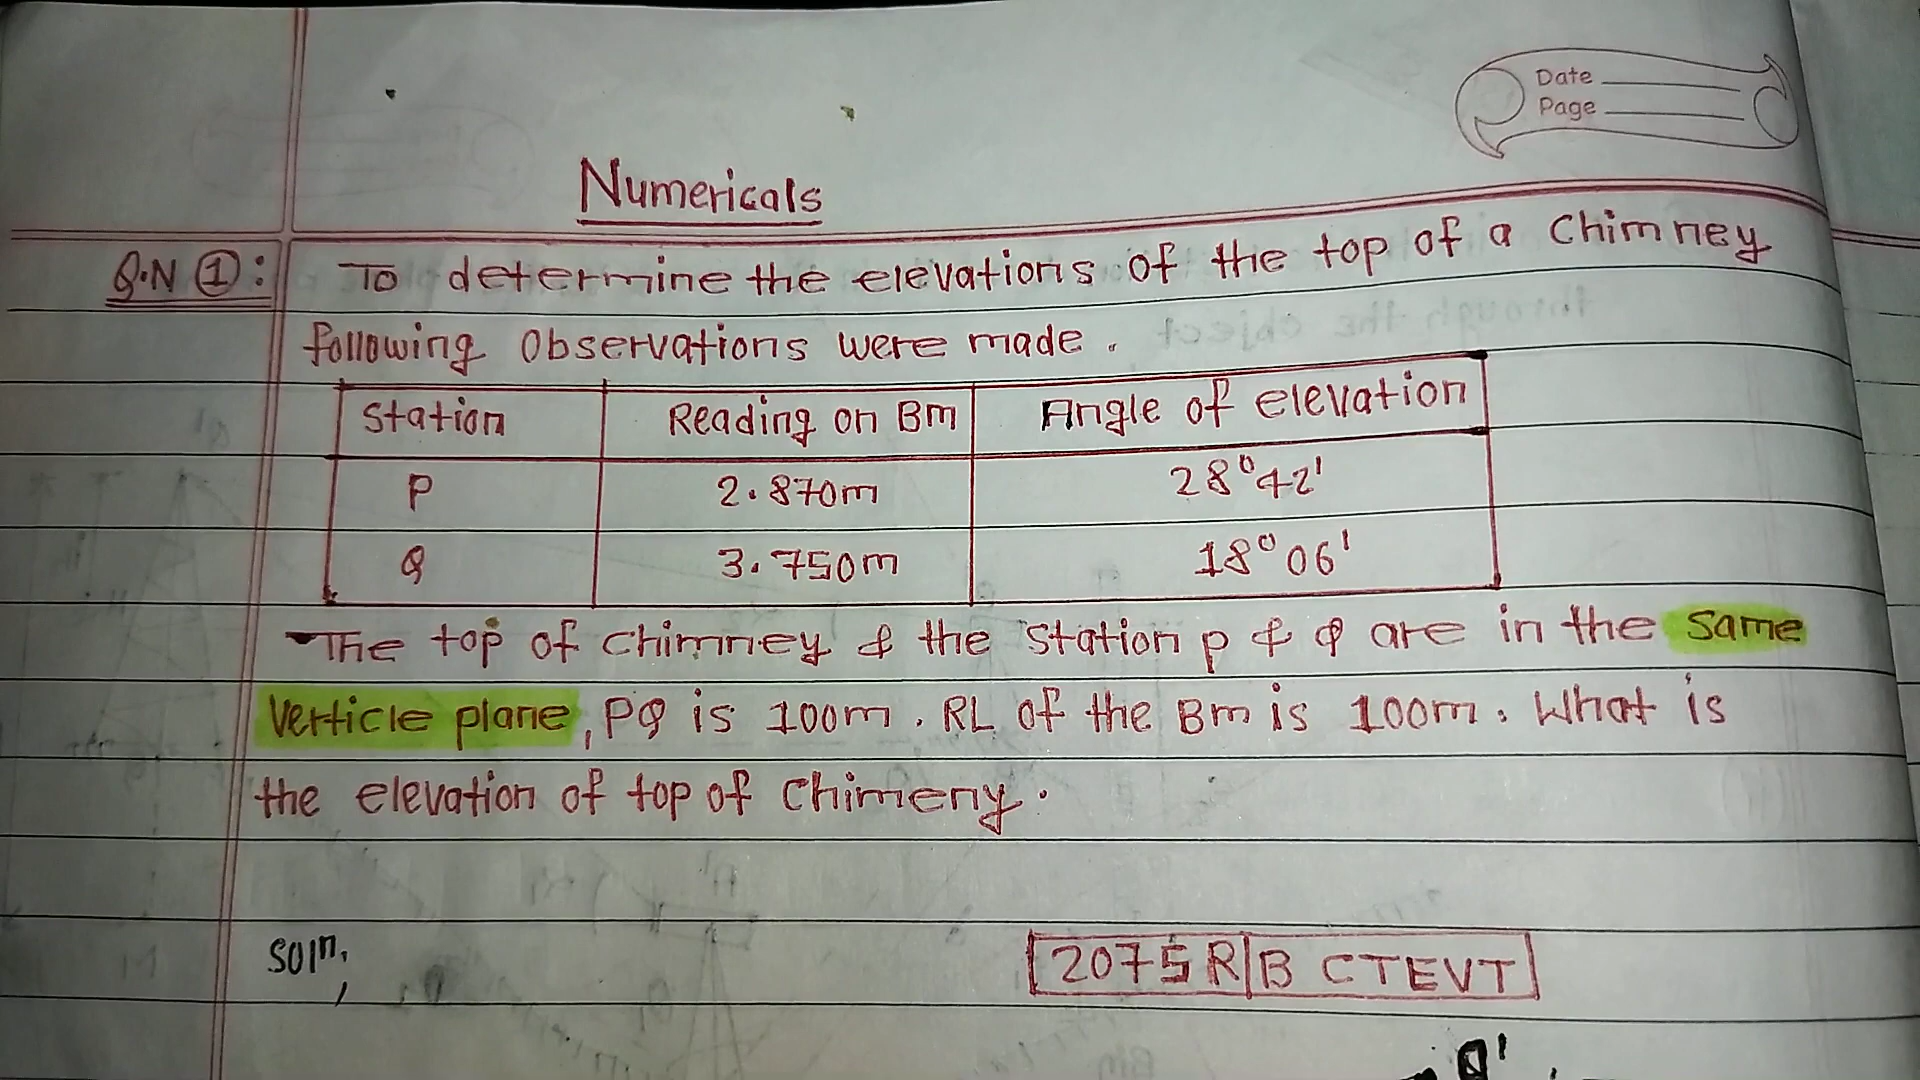 Date
Page
Numericals
Q.N ①: To determine the elevations of the top of a chimney
following observations were made.
Station Reading on Bm Angle of elevation
P 2.870m 28°42'
Q 3.750m 18°06'
The top of chimney & the station p & q are in the same
verticle plane, PQ is 100m. RL of the Bm is 100m. What is
the elevation of top of chimeny.
Soln,
2075 R|B CTEVT
Q'